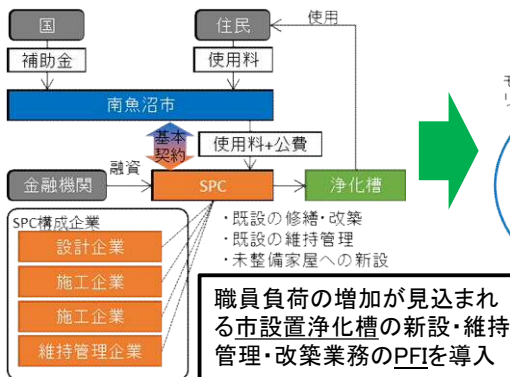 国
住民
使用
補助金
使用料
南魚沼市
基本
契約
使用料+公費
融資
金融機関
SPC
浄化槽
SPC構成企業
設計企業
施工企業
施工企業
維持管理企業
・既設の修繕・改築
・既設の維持管理
・未整備家屋への新設
職員負荷の増加が見込まれ
る市設置浄化槽の新設・維持
管理・改築業務のPFIを導入